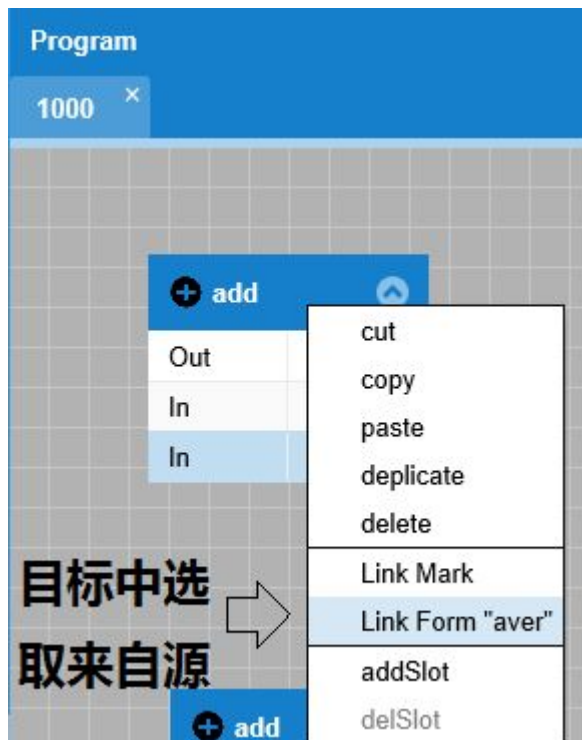 Program
1000 ×
add
Out
In
In
cut
copy
paste
deplicate
delete
Link Mark
Link Form "aver"
addSlot
delSlot
目标中选
取来自源
add